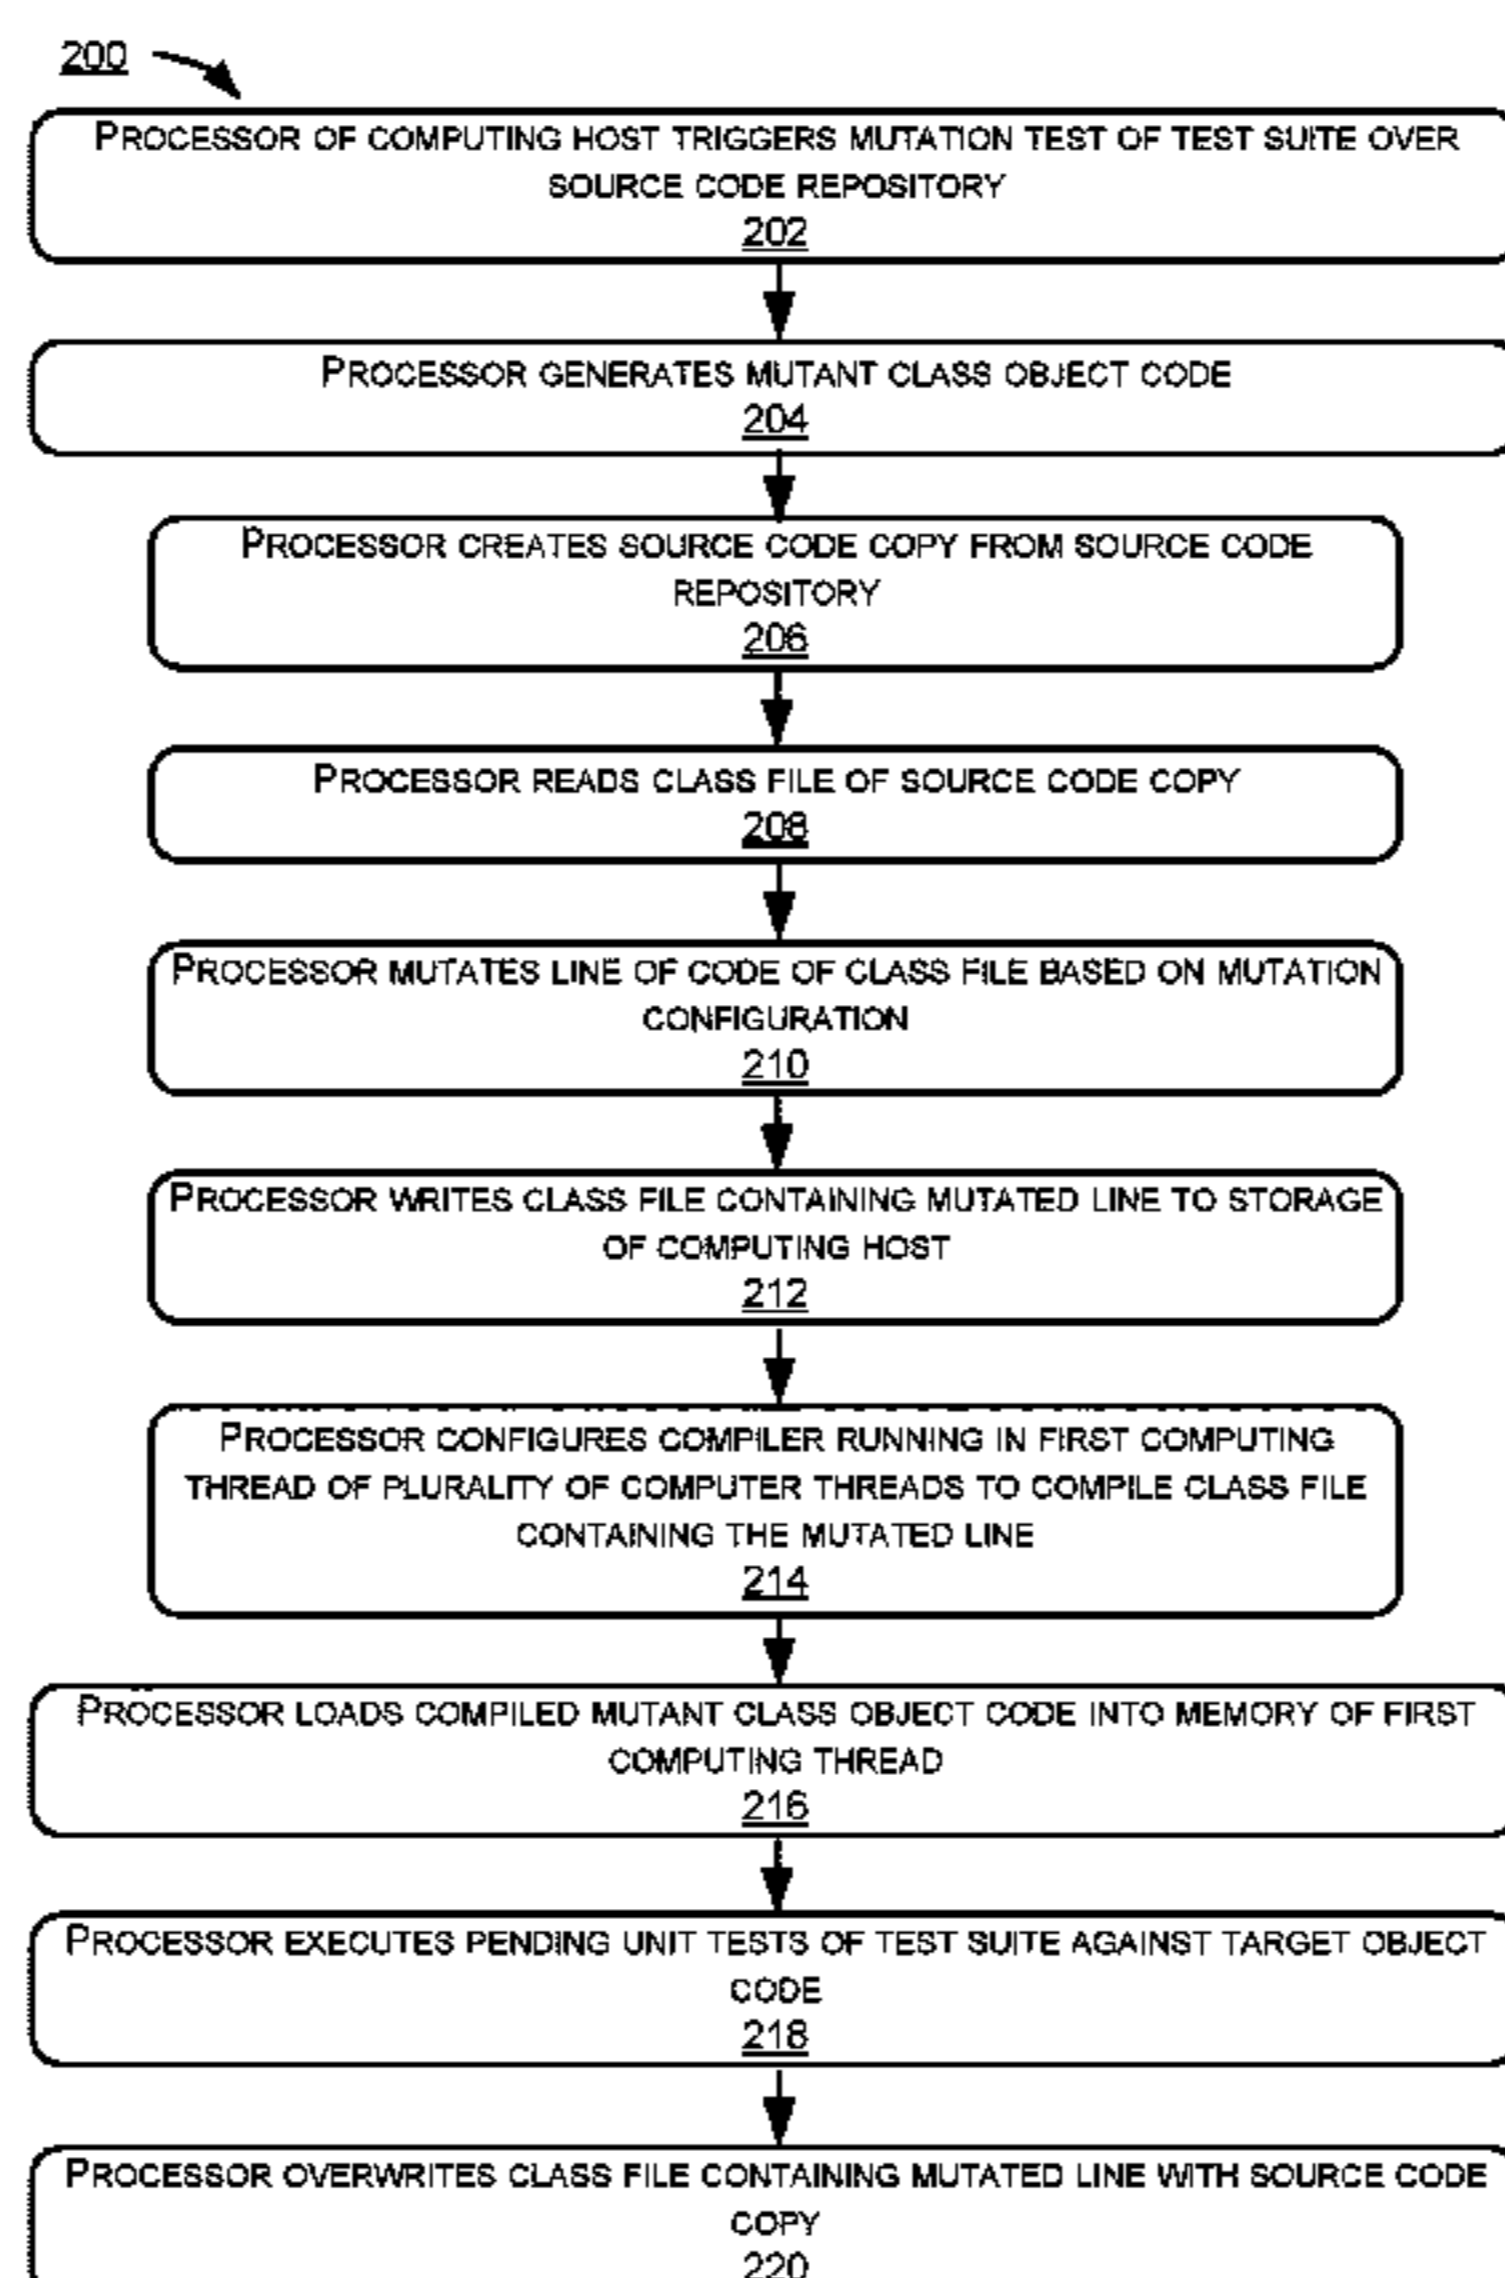 200
PROCESSOR OF COMPUTING HOST TRIGGERS MUTATION TEST OF TEST SUITE OVER
SOURCE CODE REPOSITORY
202
PROCESSOR GENERATES MUTANT CLASS OBJECT CODE
204
PROCESSOR CREATES SOURCE CODE COPY FROM SOURCE CODE
REPOSITORY
206
PROCESSOR READS CLASS FILE OF SOURCE CODE COPY
208
PROCESSOR MUTATES LINE OF CODE OF CLASS FILE BASED ON MUTATION
CONFIGURATION
210
PROCESSOR WRITES CLASS FILE CONTAINING MUTATED LINE TO STORAGE
OF COMPUTING HOST
212
PROCESSOR CONFIGURES COMPILER RUNNING IN FIRST COMPUTING
THREAD OF PLURALITY OF COMPUTER THREADS TO COMPILE CLASS FILE
CONTAINING THE MUTATED LINE
214
PROCESSOR LOADS COMPILED MUTANT CLASS OBJECT CODE INTO MEMORY OF FIRST
COMPUTING THREAD
216
PROCESSOR EXECUTES PENDING UNIT TESTS OF TEST SUITE AGAINST TARGET OBJECT
CODE
218
PROCESSOR OVERWRITES CLASS FILE CONTAINING MUTATED LINE WITH SOURCE CODE
COPY
220